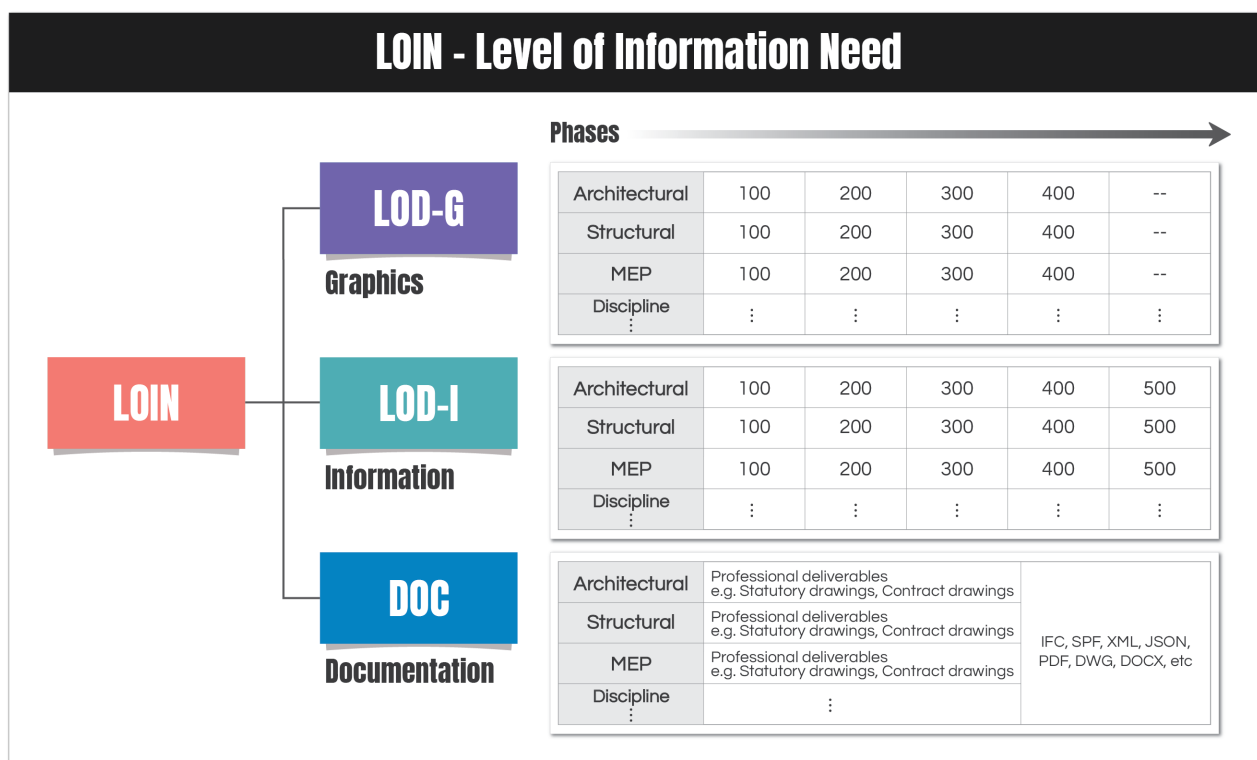 LOIN - Level of Information Need
Phases
LOD-G
Graphics
Architectural 100 200 300 400 --
Structural 100 200 300 400 --
MEP 100 200 300 400 --
Discipline
⋮ ⋮ ⋮ ⋮ ⋮ ⋮
LOIN
LOD-I
Information
Architectural 100 200 300 400 500
Structural 100 200 300 400 500
MEP 100 200 300 400 500
Discipline
⋮ ⋮ ⋮ ⋮ ⋮ ⋮
DOC
Documentation
Architectural
Professional deliverables
e.g. Statutory drawings, Contract drawings
Structural
Professional deliverables
e.g. Statutory drawings, Contract drawings
MEP
Professional deliverables
e.g. Statutory drawings, Contract drawings
Discipline
⋮ ⋮
IFC, SPF, XML, JSON,
PDF, DWG, DOCX, etc